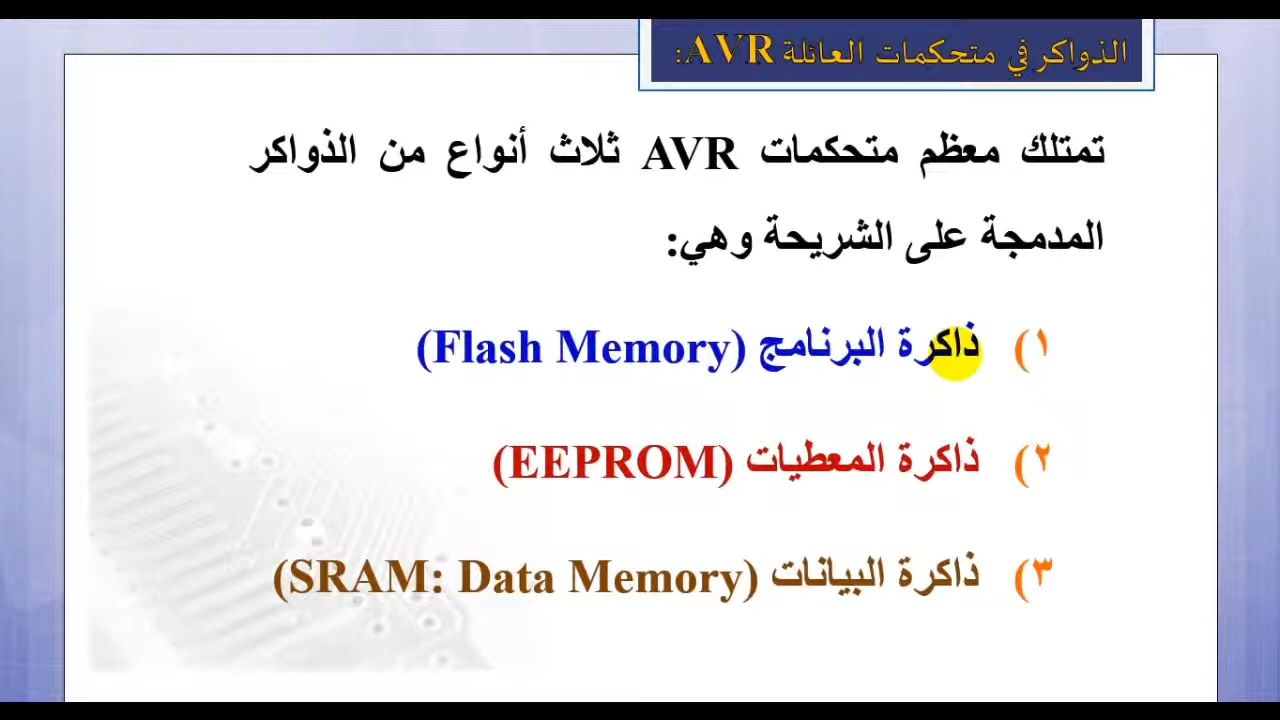 الذواكر في متحكمات العائلة AVR:
تمتلك معظم متحكمات AVR ثلاث أنواع من الذواكر
المدمجة على الشريحة وهي:
١) ذاكرة البرنامج (Flash Memory)
٢) ذاكرة المعطيات (EEPROM)
٣) ذاكرة البيانات (SRAM: Data Memory)